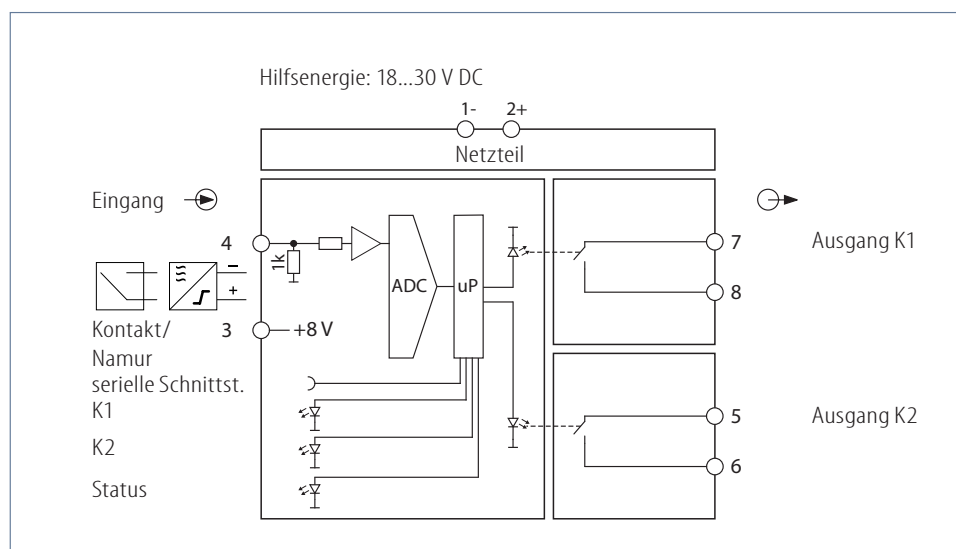 Hilfsenergie: 18...30 V DC
1-
2+
Netzteil
Eingang
4
1k
ADC
uP
7
Ausgang K1
8
−
+
3
+8 V
Kontakt/
Namur
serielle Schnittst.
K1
K2
Status
5
Ausgang K2
6